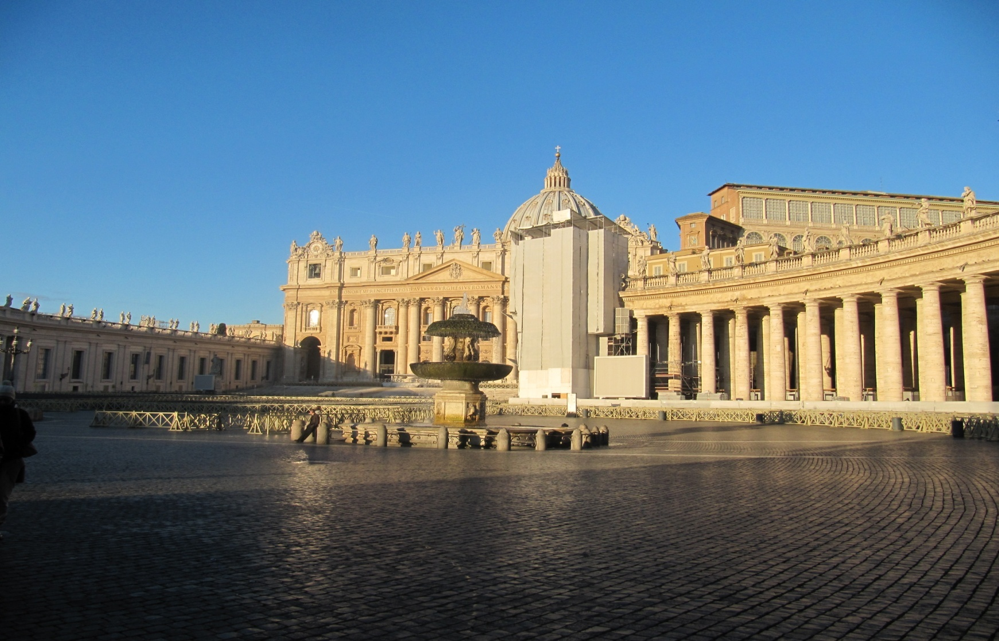 IN HONOREM PRINCIPIS APOST PAVLVS V BVRGHESIVS ROMANVS